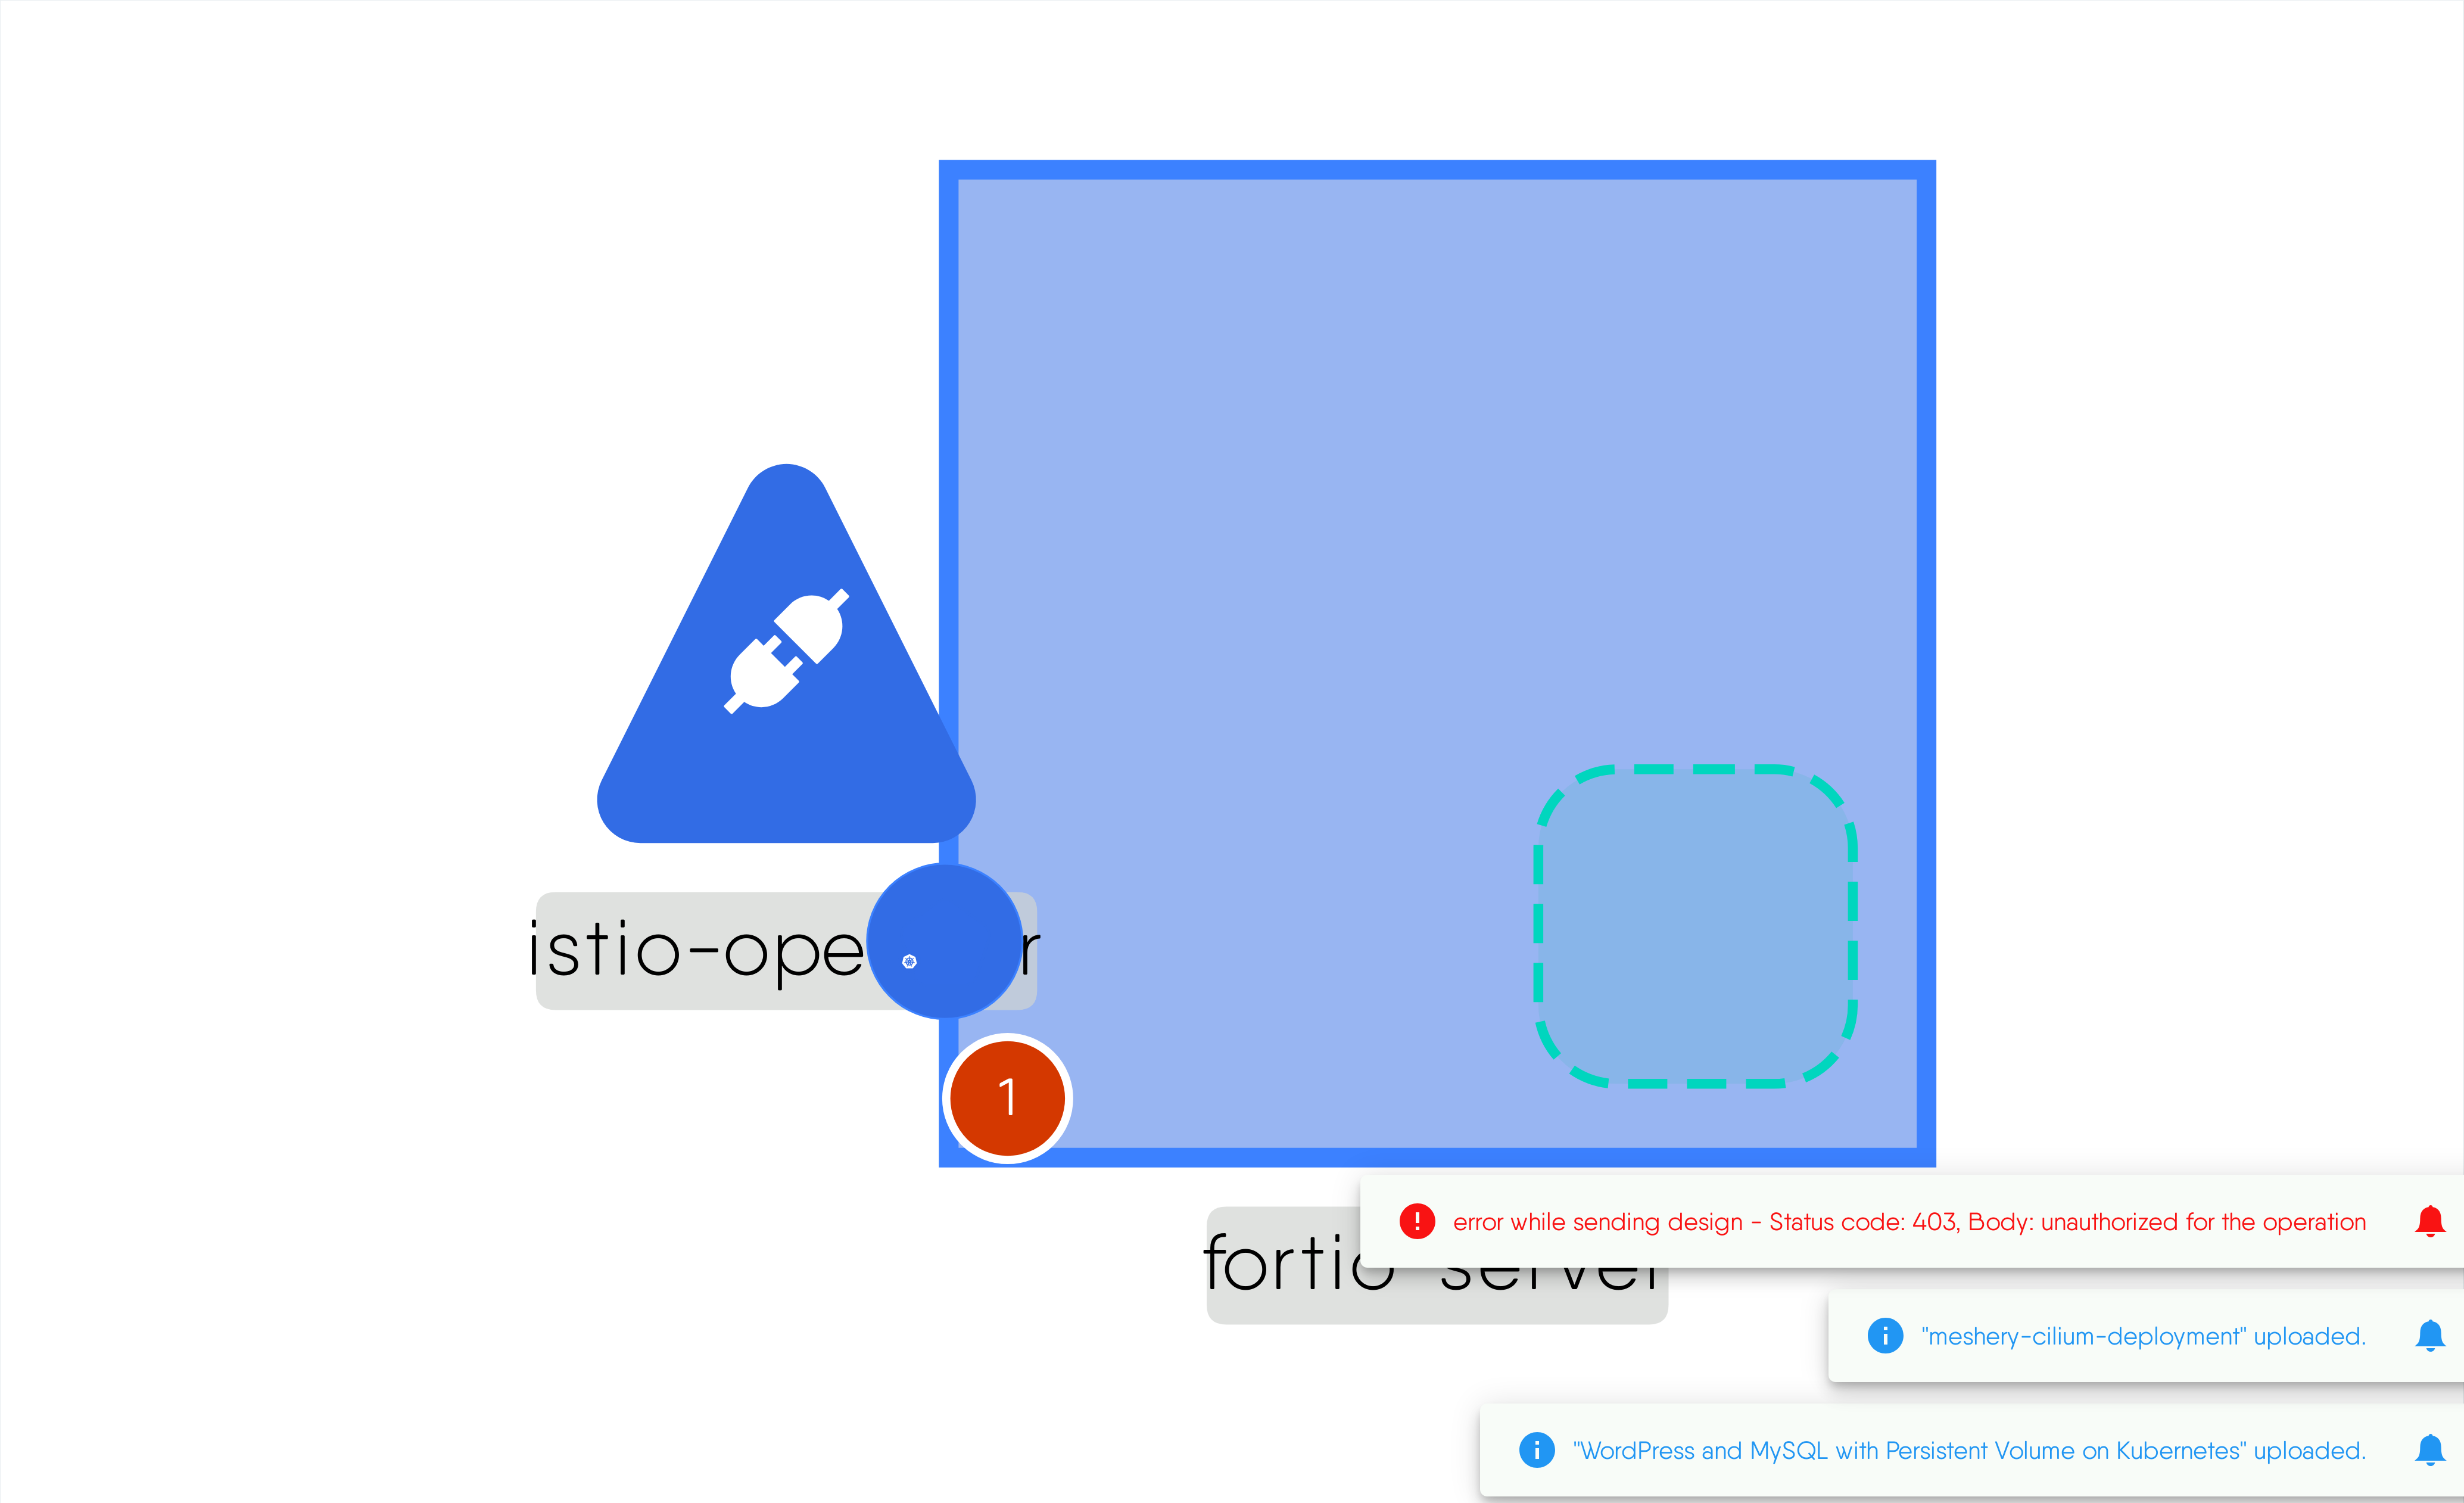 istio-ope r
1
error while sending design - Status code: 403, Body: unauthorized for the operation
fortio server
"meshery-cilium-deployment" uploaded.
"WordPress and MySQL with Persistent Volume on Kubernetes" uploaded.